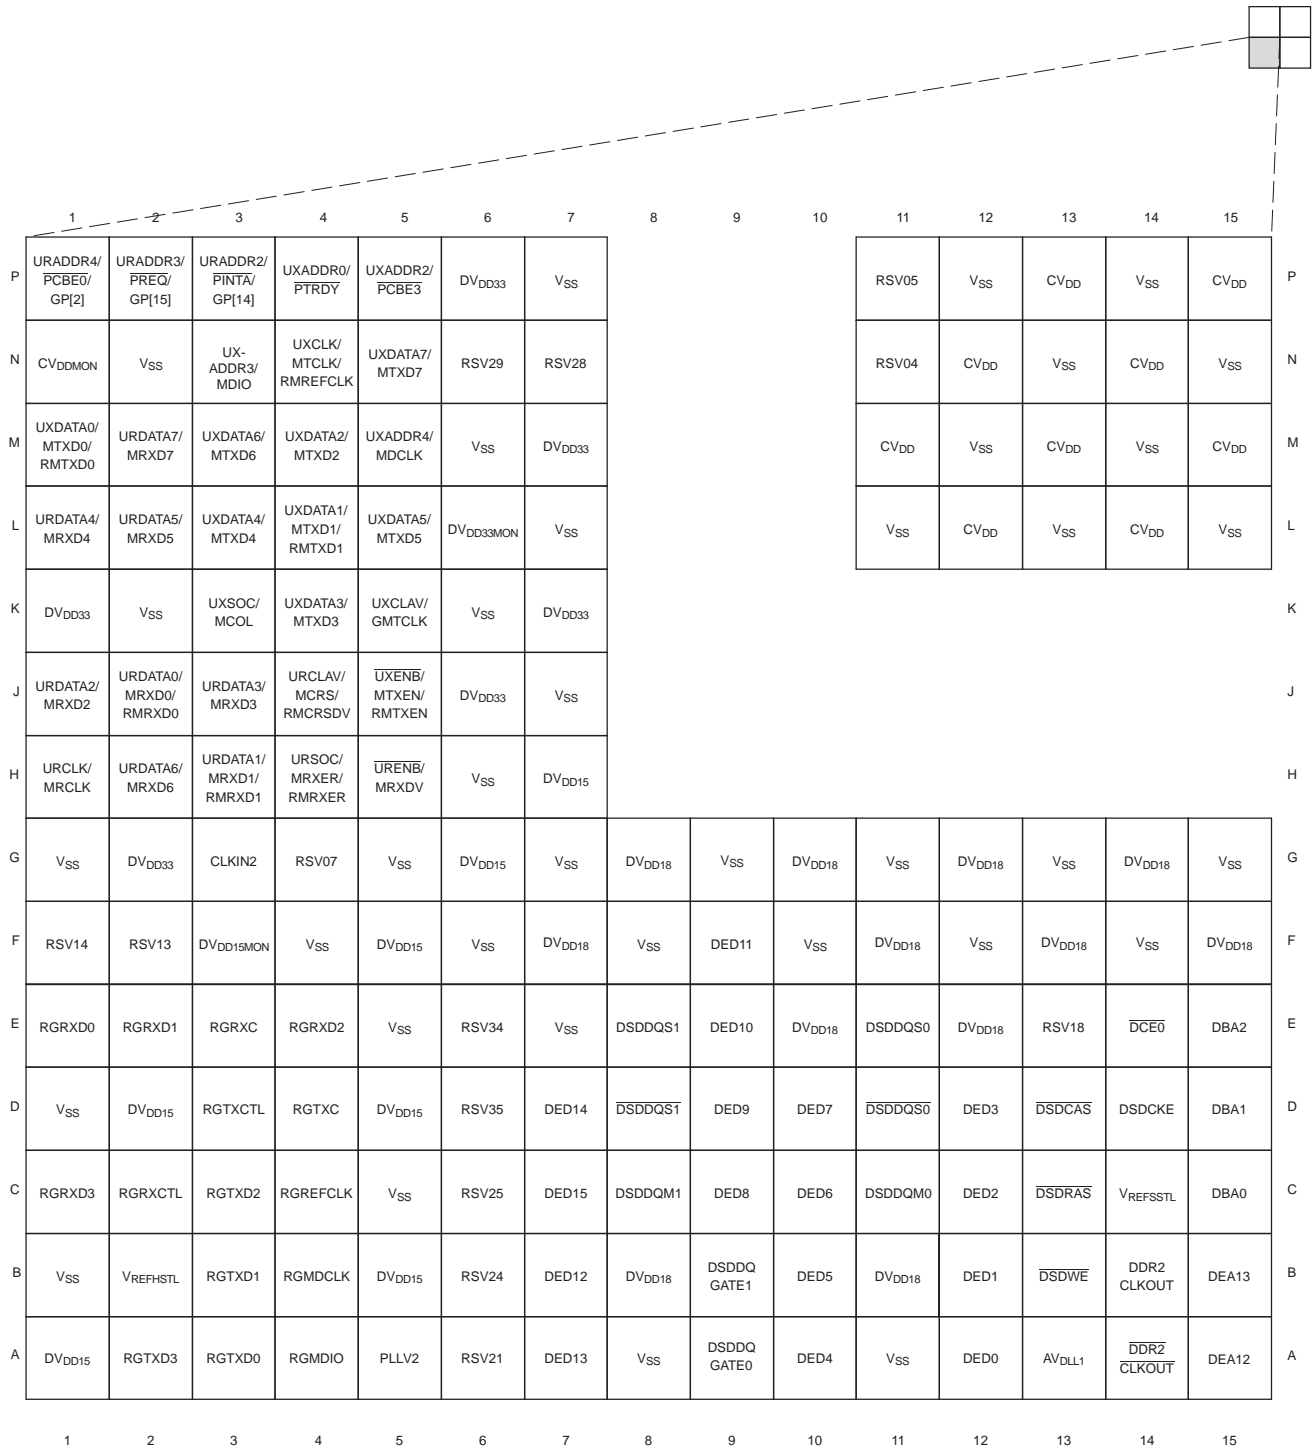 1 2 3 4 5 6 7 8 9 10 11 12 13 14 15
P URADDR4/ PCBE0/ GP[2] URADDR3/ PREQ/ GP[15] URADDR2/ PINTA/ GP[14] UXADDR0/ PTRDY UXADDR2/ PCBE3 DVDD33 VSS RSV05 VSS CVDD VSS CVDD P
N CVDDMON VSS UX- ADDR3/ MDIO UXCLK/ MTCLK/ RMREFCLK UXDATA7/ MTXD7 RSV29 RSV28 RSV04 CVDD VSS CVDD VSS N
M UXDATA0/ MTXD0/ RMTXD0 URDATA7/ MRXD7 UXDATA6/ MTXD6 UXDATA2/ MTXD2 UXADDR4/ MDCLK VSS DVDD33 CVDD VSS CVDD VSS CVDD M
L URDATA4/ MRXD4 URDATA5/ MRXD5 UXDATA4/ MTXD4 UXDATA1/ MTXD1/ RMTXD1 UXDATA5/ MTXD5 DVDD33MON VSS VSS CVDD VSS CVDD VSS L
K DVDD33 VSS UXSOC/ MCOL UXDATA3/ MTXD3 UXCLAV/ GMTCLK VSS DVDD33 K
J URDATA2/ MRXD2 URDATA0/ MRXD0/ RMRXD0 URDATA3/ MRXD3 URCLAV/ MCRS/ RMCRSDV UXENB/ MTXEN/ RMTXEN DVDD33 VSS J
H URCLK/ MRCLK URDATA6/ MRXD6 URDATA1/ MRXD1/ RMRXD1 URSOC/ MRXER/ RMRXER URENB/ MRXDV VSS DVDD15 H
G VSS DVDD33 CLKIN2 RSV07 VSS DVDD15 VSS DVDD18 VSS DVDD18 VSS DVDD18 VSS DVDD18 VSS G
F RSV14 RSV13 DVDD15MON VSS DVDD15 VSS DVDD18 VSS DED11 VSS DVDD18 VSS DVDD18 VSS DVDD18 F
E RGRXD0 RGRXD1 RGRXC RGRXD2 VSS RSV34 VSS DSDDQS1 DED10 DVDD18 DSDDQS0 DVDD18 RSV18 DCE0 DBA2 E
D VSS DVDD15 RGTXCTL RGTXC DVDD15 RSV35 DED14 DSDDQS1 DED9 DED7 DSDDQS0 DED3 DSDCAS DSDCKE DBA1 D
C RGRXD3 RGRXCTL RGTXD2 RGREFCLK VSS RSV25 DED15 DSDDQM1 DED8 DED6 DSDDQM0 DED2 DSDRAS VREFSSTL DBA0 C
B VSS VREFHSTL RGTXD1 RGMDCLK DVDD15 RSV24 DED12 DVDD18 DSDDQ GATE1 DED5 DVDD18 DED1 DSDWE DDR2 CLKOUT DEA13 B
A DVDD15 RGTXD3 RGTXD0 RGMDIO PLLV2 RSV21 DED13 VSS DSDDQ GATE0 DED4 VSS DED0 AVDLL1 DDR2 CLKOUT DEA12 A
1 2 3 4 5 6 7 8 9 10 11 12 13 14 15